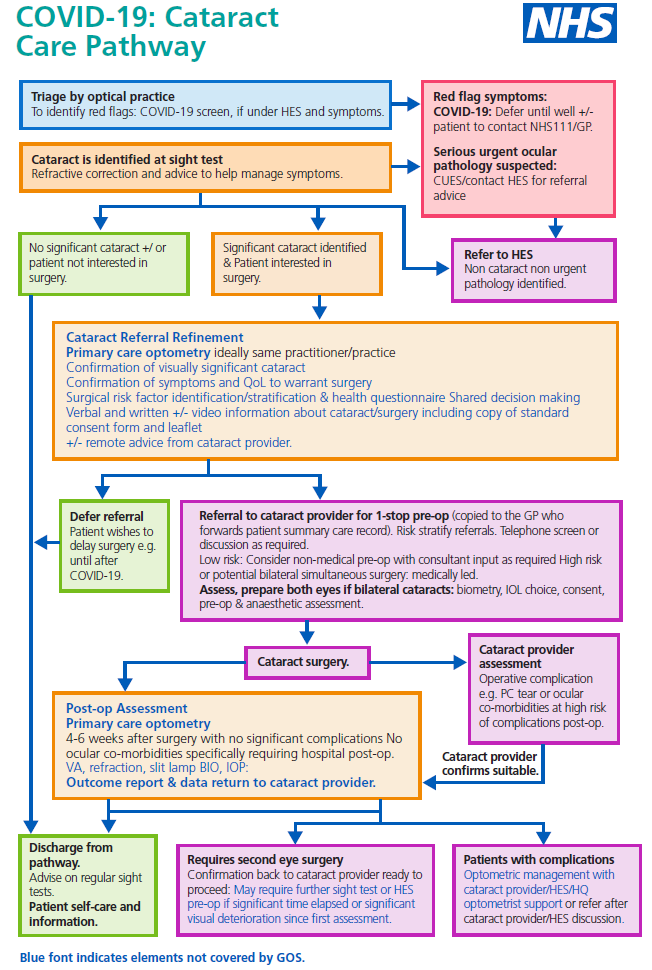 COVID-19: Cataract
Care Pathway
NHS
Triage by optical practice
To identify red flags: COVID-19 screen, if under HES and symptoms.
Red flag symptoms:
COVID-19: Defer until well +/-
patient to contact NHS111/GP.
Serious urgent ocular
pathology suspected:
CUES/contact HES for referral
advice
Cataract is identified at sight test
Refractive correction and advice to help manage symptoms.
No significant cataract +/ or
patient not interested in
surgery.
Significant cataract identified
& Patient interested in
surgery.
Refer to HES
Non cataract non urgent
pathology identified.
Cataract Referral Refinement
Primary care optometry ideally same practitioner/practice
Confirmation of visually significant cataract
Confirmation of symptoms and QoL to warrant surgery
Surgical risk factor identification/stratification & health questionnaire Shared decision making
Verbal and written +/- video information about cataract/surgery including copy of standard
consent form and leaflet
+/- remote advice from cataract provider.
Defer referral
Patient wishes to
delay surgery e.g.
until after
COVID-19.
Referral to cataract provider for 1-stop pre-op (copied to the GP who
forwards patient summary care record). Risk stratify referrals. Telephone screen or
discussion as required.
Low risk: Consider non-medical pre-op with consultant input as required High risk
or potential bilateral simultaneous surgery: medically led.
Assess, prepare both eyes if bilateral cataracts: biometry, IOL choice, consent,
pre-op & anaesthetic assessment.
Cataract surgery.
Cataract provider
assessment
Operative complication
e.g. PC tear or ocular
co-morbidities at high risk
of complications post-op.
Post-op Assessment
Primary care optometry
4-6 weeks after surgery with no significant complications No
ocular co-morbidities specifically requiring hospital post-op.
VA, refraction, slit lamp BIO, IOP:
Outcome report & data return to cataract provider.
Cataract provider
confirms suitable.
Discharge from
pathway.
Advise on regular sight
tests.
Patient self-care and
information.
Requires second eye surgery
Confirmation back to cataract provider ready to
proceed: May require further sight test or HES
pre-op if significant time elapsed or significant
visual deterioration since first assessment.
Patients with complications
Optometric management with
cataract provider/HES/HQ
optometrist support or refer after
cataract provider/HES discussion.
Blue font indicates elements not covered by GOS.